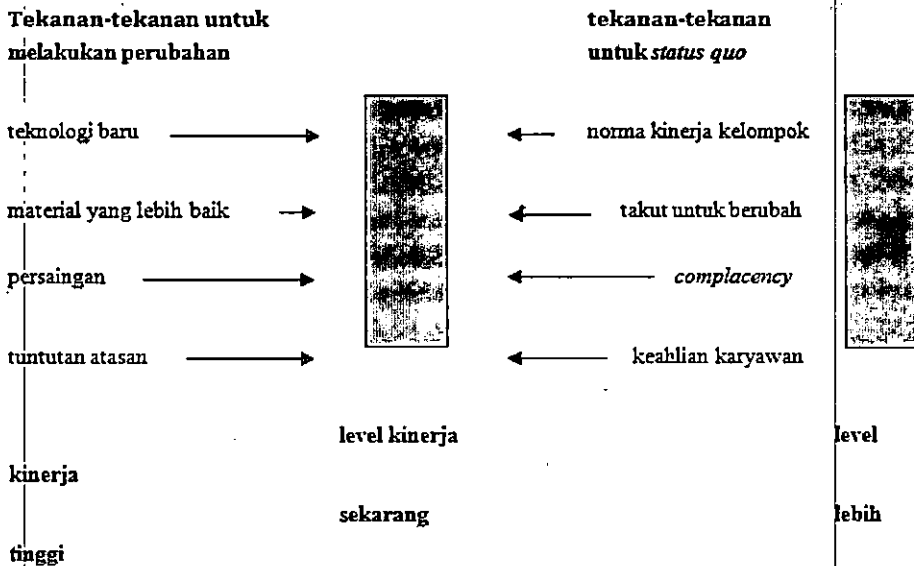 Tekanan-tekanan untuk tekanan-tekanan
melakukan perubahan untuk status quo
teknologi baru norma kinerja kelompok
material yang lebih baik takut untuk berubah
persaingan complacency
tuntutan atasan keahlian karyawan
level kinerja level
kinerja
sekarang lebih
tinggi